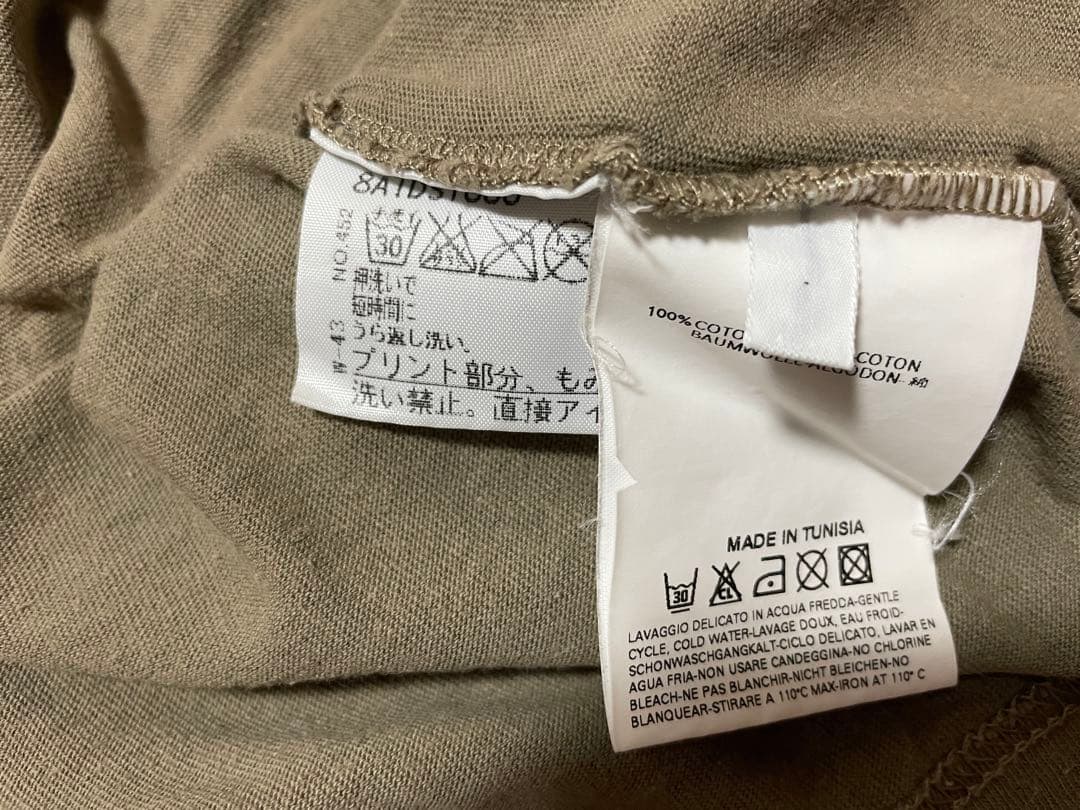 NO.452
W-43
30
押洗いで
短時間に
うら返し洗い。
プリント部分、もみ
洗い禁止。直接アイ
100% COTO COTON
BAUMWOLLE-ALGODON-
MADE IN TUNISIA
30 CL
LAVAGGIO DELICATO IN ACQUA FREDDA-GENTLE
CYCLE, COLD WATER-LAVAGE DOUX, EAU FROID-
SCHONWASCHGANGKALT-CICLO DELICATO, LAVAR EN
AGUA FRIA-NON USARE CANDEGGINA-NO CHLORINE
BLEACH-NE PAS BLANCHIR-NICHT BLEICHEN-NO
BLANQUEAR-STIRARE A 110°C MAX-IRON AT 110° C